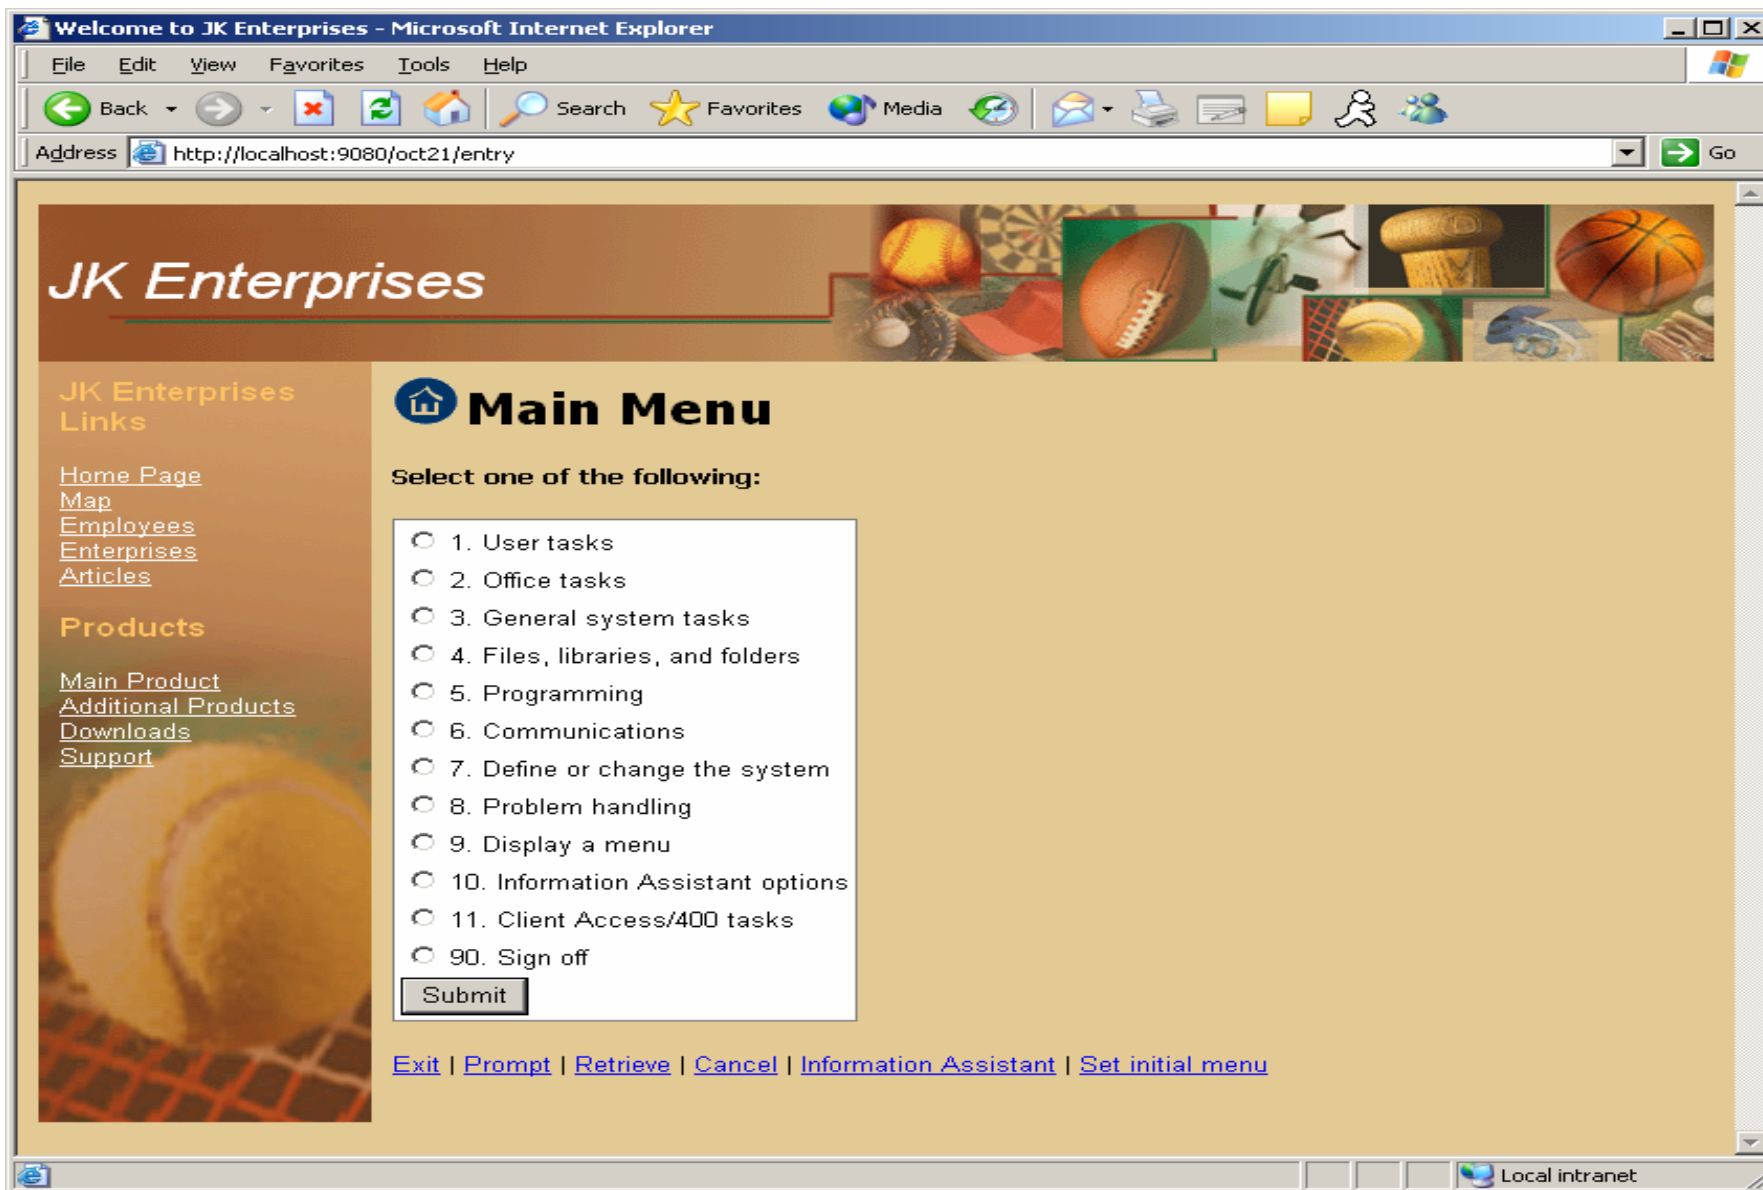 Welcome to JK Enterprises - Microsoft Internet Explorer
File Edit View Favorites Tools Help
Back Search Favorites Media
Address http://localhost:9080/oct21/entry Go
JK Enterprises
JK Enterprises
Links
Home Page
Map
Employees
Enterprises
Articles
Products
Main Product
Additional Products
Downloads
Support
Main Menu
Select one of the following:
1. User tasks
2. Office tasks
3. General system tasks
4. Files, libraries, and folders
5. Programming
6. Communications
7. Define or change the system
8. Problem handling
9. Display a menu
10. Information Assistant options
11. Client Access/400 tasks
90. Sign off
Submit
Exit | Prompt | Retrieve | Cancel | Information Assistant | Set initial menu
Local intranet